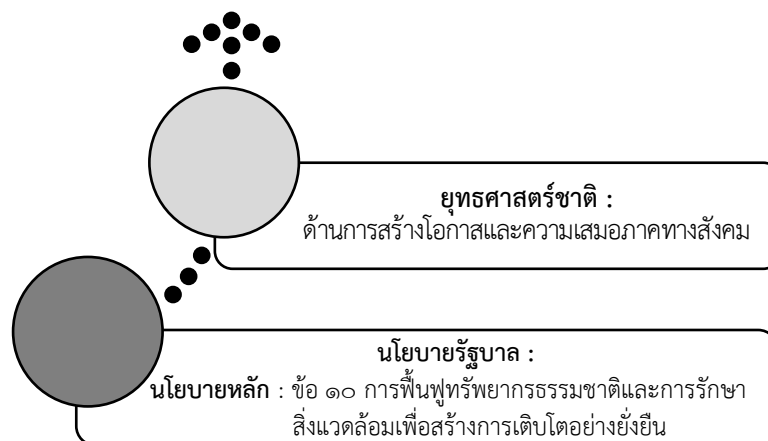 ยุทธศาสตร์ชาติ :
ด้านการสร้างโอกาสและความเสมอภาคทางสังคม
นโยบายรัฐบาล :
นโยบายหลัก : ข้อ ๑๐ การฟื้นฟูทรัพยากรธรรมชาติและการรักษา
สิ่งแวดล้อมเพื่อสร้างการเติบโตอย่างยั่งยืน